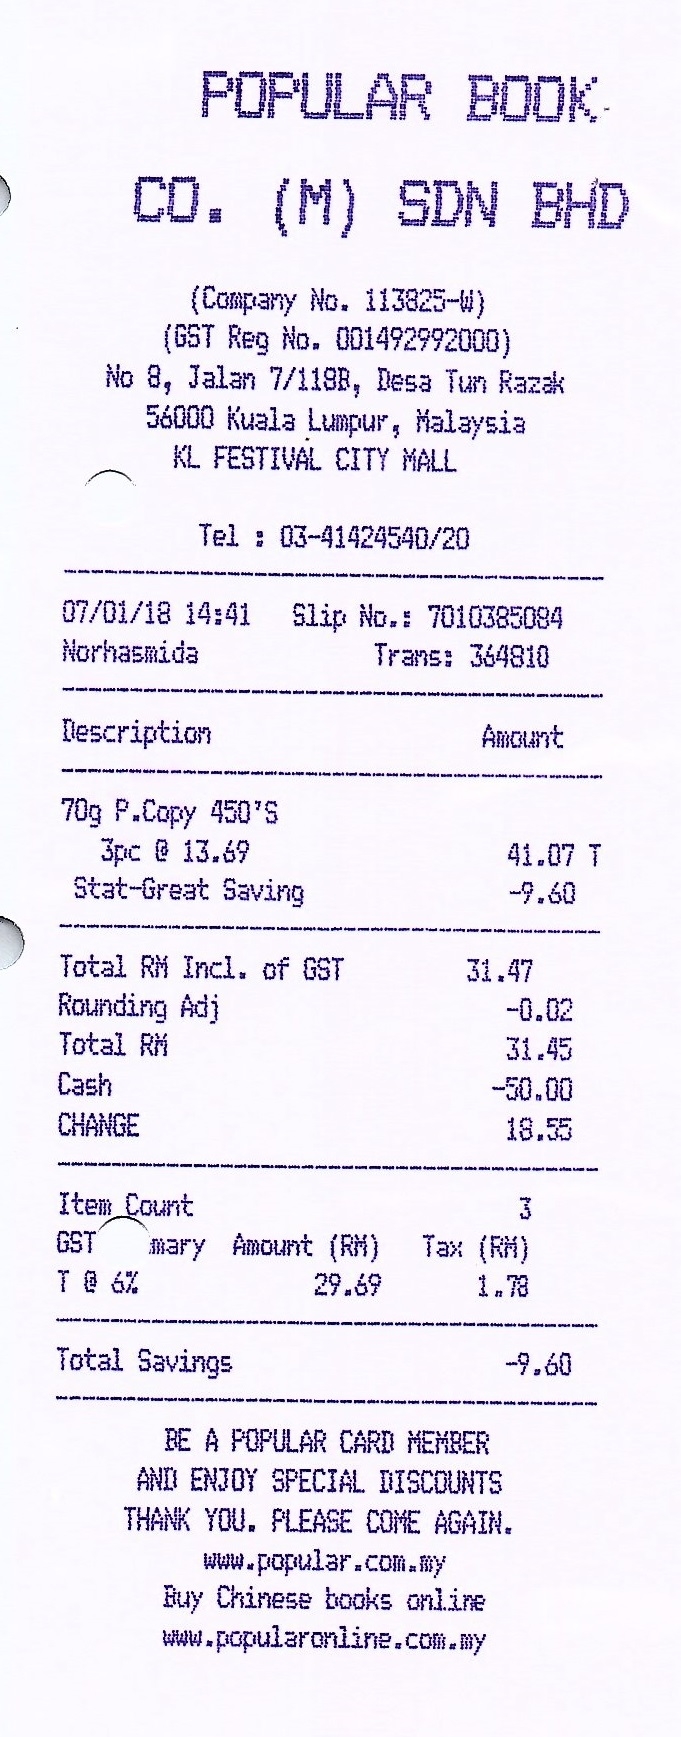 POPULAR BOOK
CO. (M) SDN BHD
(Company No. 113825-W)
(GST Reg No. 001492992000)
No 8, Jalan 7/118B, Desa Tun Razak
56000 Kuala Lumpur, Malaysia
KL FESTIVAL CITY MALL
Tel : 03-41424540/20
07/01/18 14:41 Slip No.: 7010385084
Norhasmida Trans: 364810
Description Amount
70g P.Copy 450'S
3pc @ 13.69 41.07 T
Stat-Great Saving -9.60
Total RM Incl. of GST 31.47
Rounding Adj -0.02
Total RM 31.45
Cash -50.00
CHANGE 18.55
Item Count 3
GST mary Amount (RM) Tax (RM)
T @ 6% 29.69 1.78
Total Savings -9.60
BE A POPULAR CARD MEMBER
AND ENJOY SPECIAL DISCOUNTS
THANK YOU. PLEASE COME AGAIN.
www.popular.com.my
Buy Chinese books online
www.popularonline.com.my